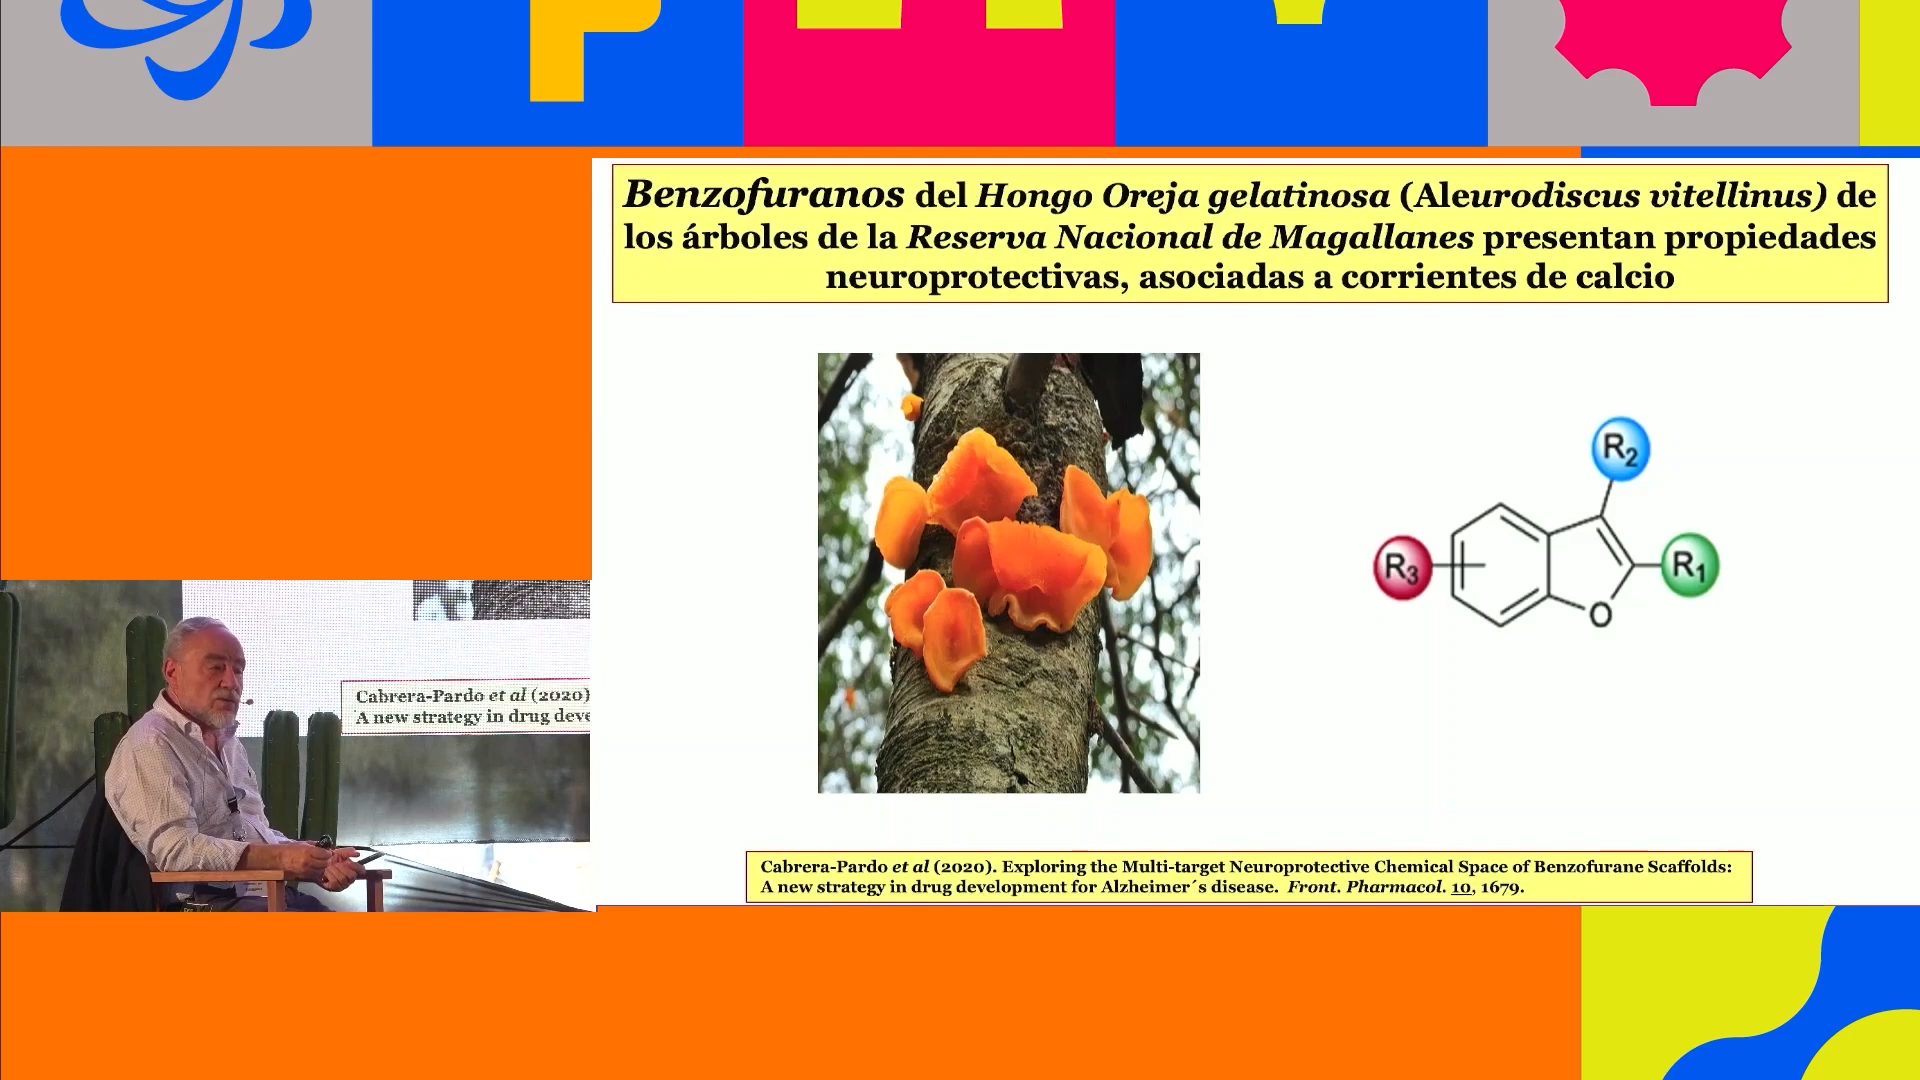 Benzofuranos del Hongo Oreja gelatinosa (Aleurodiscus vitellinus) de
los árboles de la Reserva Nacional de Magallanes presentan propiedades
neuroprotectivas, asociadas a corrientes de calcio
R2
R3
R1
O
Cabrera-Pardo et al (2020)
A new strategy in drug deve
Cabrera-Pardo et al (2020). Exploring the Multi-target Neuroprotective Chemical Space of Benzofurane Scaffolds:
A new strategy in drug development for Alzheimer´s disease. Front. Pharmacol. 10, 1679.